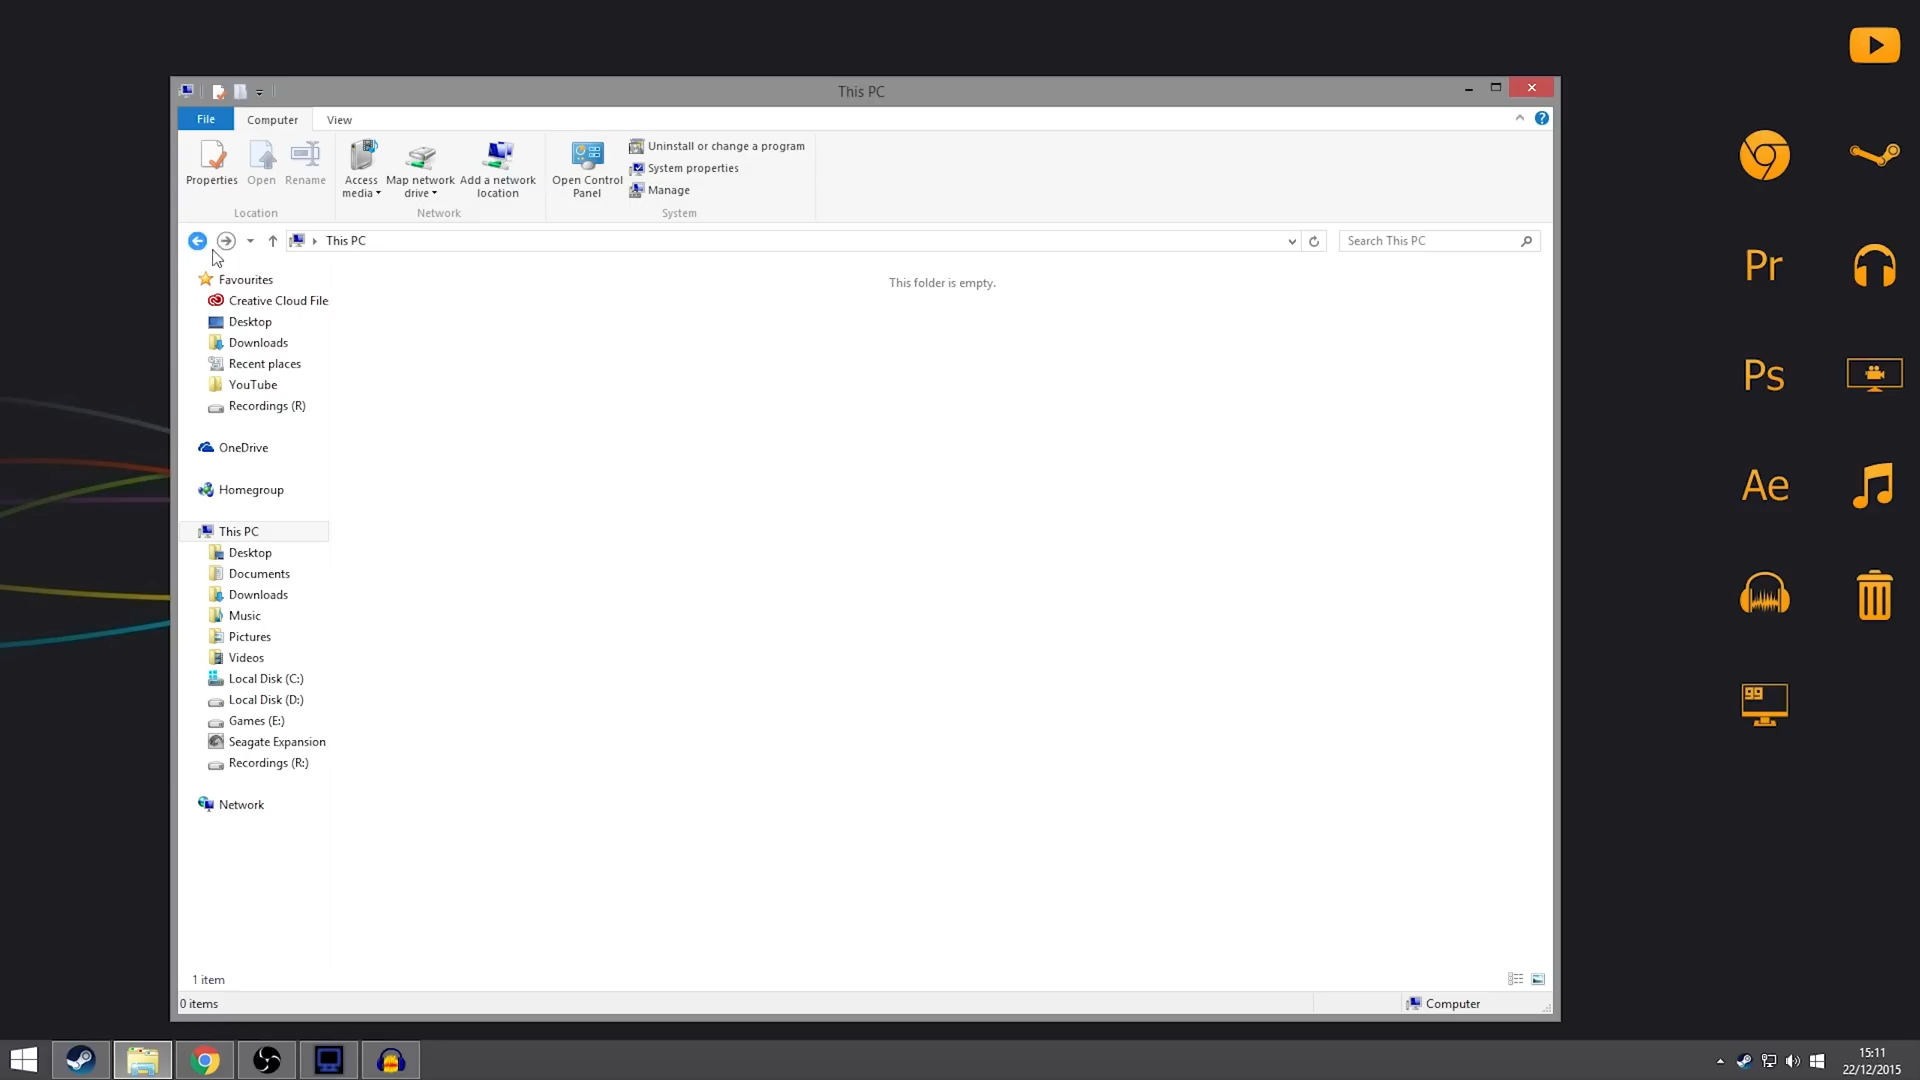 This PC
File
Computer
View
Properties
Open
Rename
Access media
Map network drive
Add a network location
Open Control Panel
Uninstall or change a program
System properties
Manage
Location
Network
System
This PC
Search This PC
This folder is empty.
Favourites
Creative Cloud File
Desktop
Downloads
Recent places
YouTube
Recordings (R)
OneDrive
Homegroup
This PC
Desktop
Documents
Downloads
Music
Pictures
Videos
Local Disk (C:)
Local Disk (D:)
Games (E:)
Seagate Expansion
Recordings (R:)
Network
1 item
0 items
Computer
Pr
Ps
Ae
99
15:11
22/12/2015